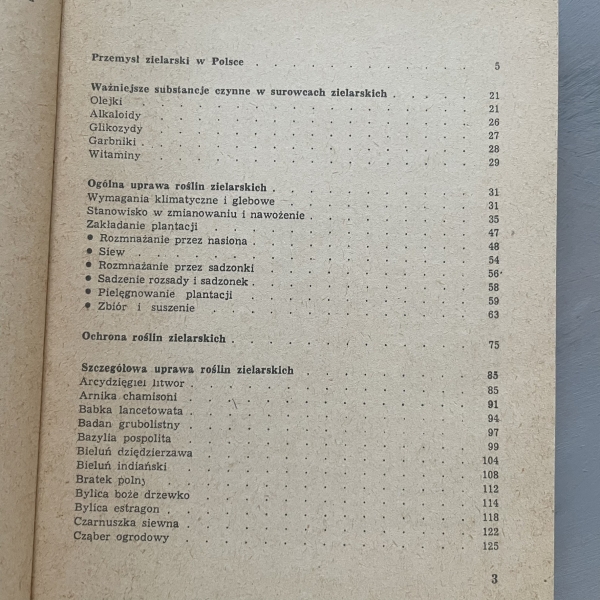 Przemysł zielarski w Polsce . . . . . . . . 5
Ważniejsze substancje czynne w surowcach zielarskich . . . . 21
Olejki . . . . . . . . . . . 21
Alkaloidy . . . . . . . . . . . 26
Glikozydy . . . . . . . . . . . 27
Garbniki . . . . . . . . . . . 28
Witaminy . . . . . . . . . . . 29
Ogólna uprawa roślin zielarskich . . . . . . . . 31
Wymagania klimatyczne i glebowe . . . . . . . 31
Stanowisko w zmianowaniu i nawożenie . . . . . . 35
Zakładanie plantacji . . . . . . . . . 47
● Rozmnażanie przez nasiona . . . . . . . . 48
● Siew . . . . . . . . . . . 54
● Rozmnażanie przez sadzonki . . . . . . . 56
● Sadzenie rozsady i sadzonek . . . . . . . . 58
● Pielęgnowanie plantacji . . . . . . . . 59
● Zbiór i suszenie . . . . . . . . . 63
Ochrona roślin zielarskich . . . . . . . . . 75
Szczegółowa uprawa roślin zielarskich . . . . . . 85
Arcydzięgiel litwor . . . . . . . . . . 85
Arnika chamisoni . . . . . . . . . . 91
Babka lancetowata . . . . . . . . . . 94
Badan grubolistny . . . . . . . . . . 97
Bazylia pospolita . . . . . . . . . . 99
Bieluń dziędzierzawa . . . . . . . . . 104
Bieluń indiański . . . . . . . . . . 108
Bratek polny . . . . . . . . . . . 112
Bylica boże drzewko . . . . . . . . . 114
Bylica estragon . . . . . . . . . . 118
Czarnuszka siewna . . . . . . . . . . 122
Cząber ogrodowy . . . . . . . . . . 125
3